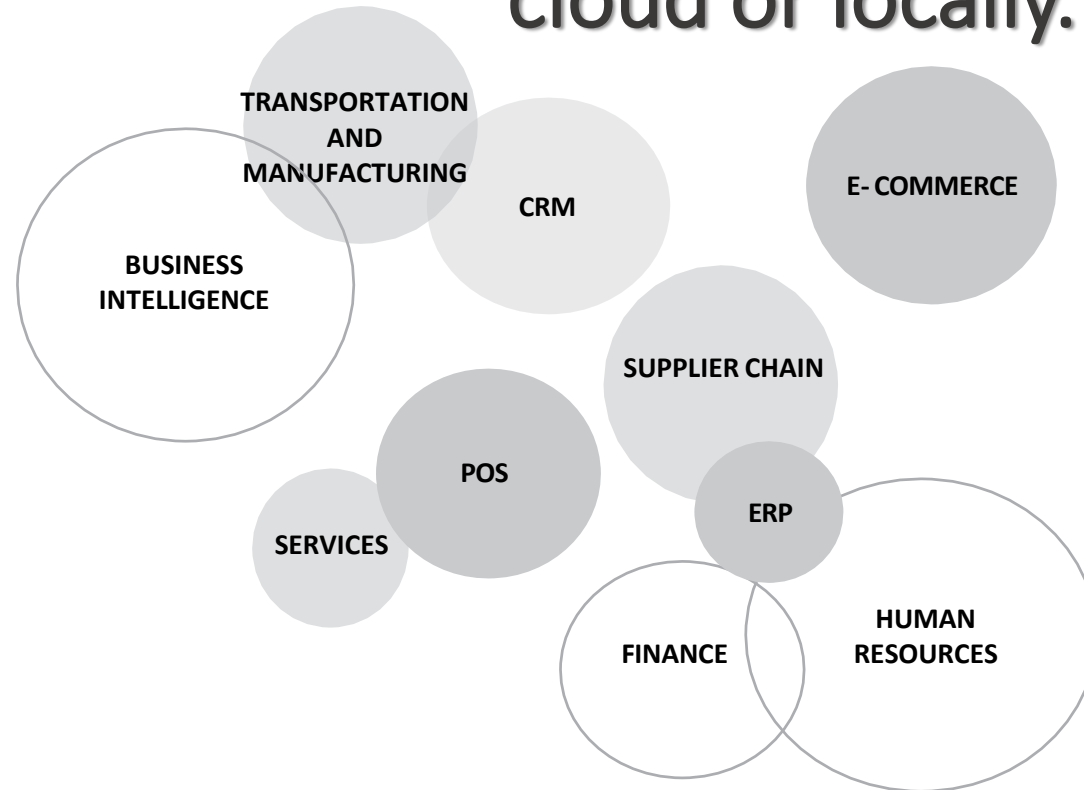 cloud or locally.
TRANSPORTATION
AND
MANUFACTURING
CRM
E- COMMERCE
BUSINESS
INTELLIGENCE
SUPPLIER CHAIN
POS
ERP
SERVICES
HUMAN
RESOURCES
FINANCE